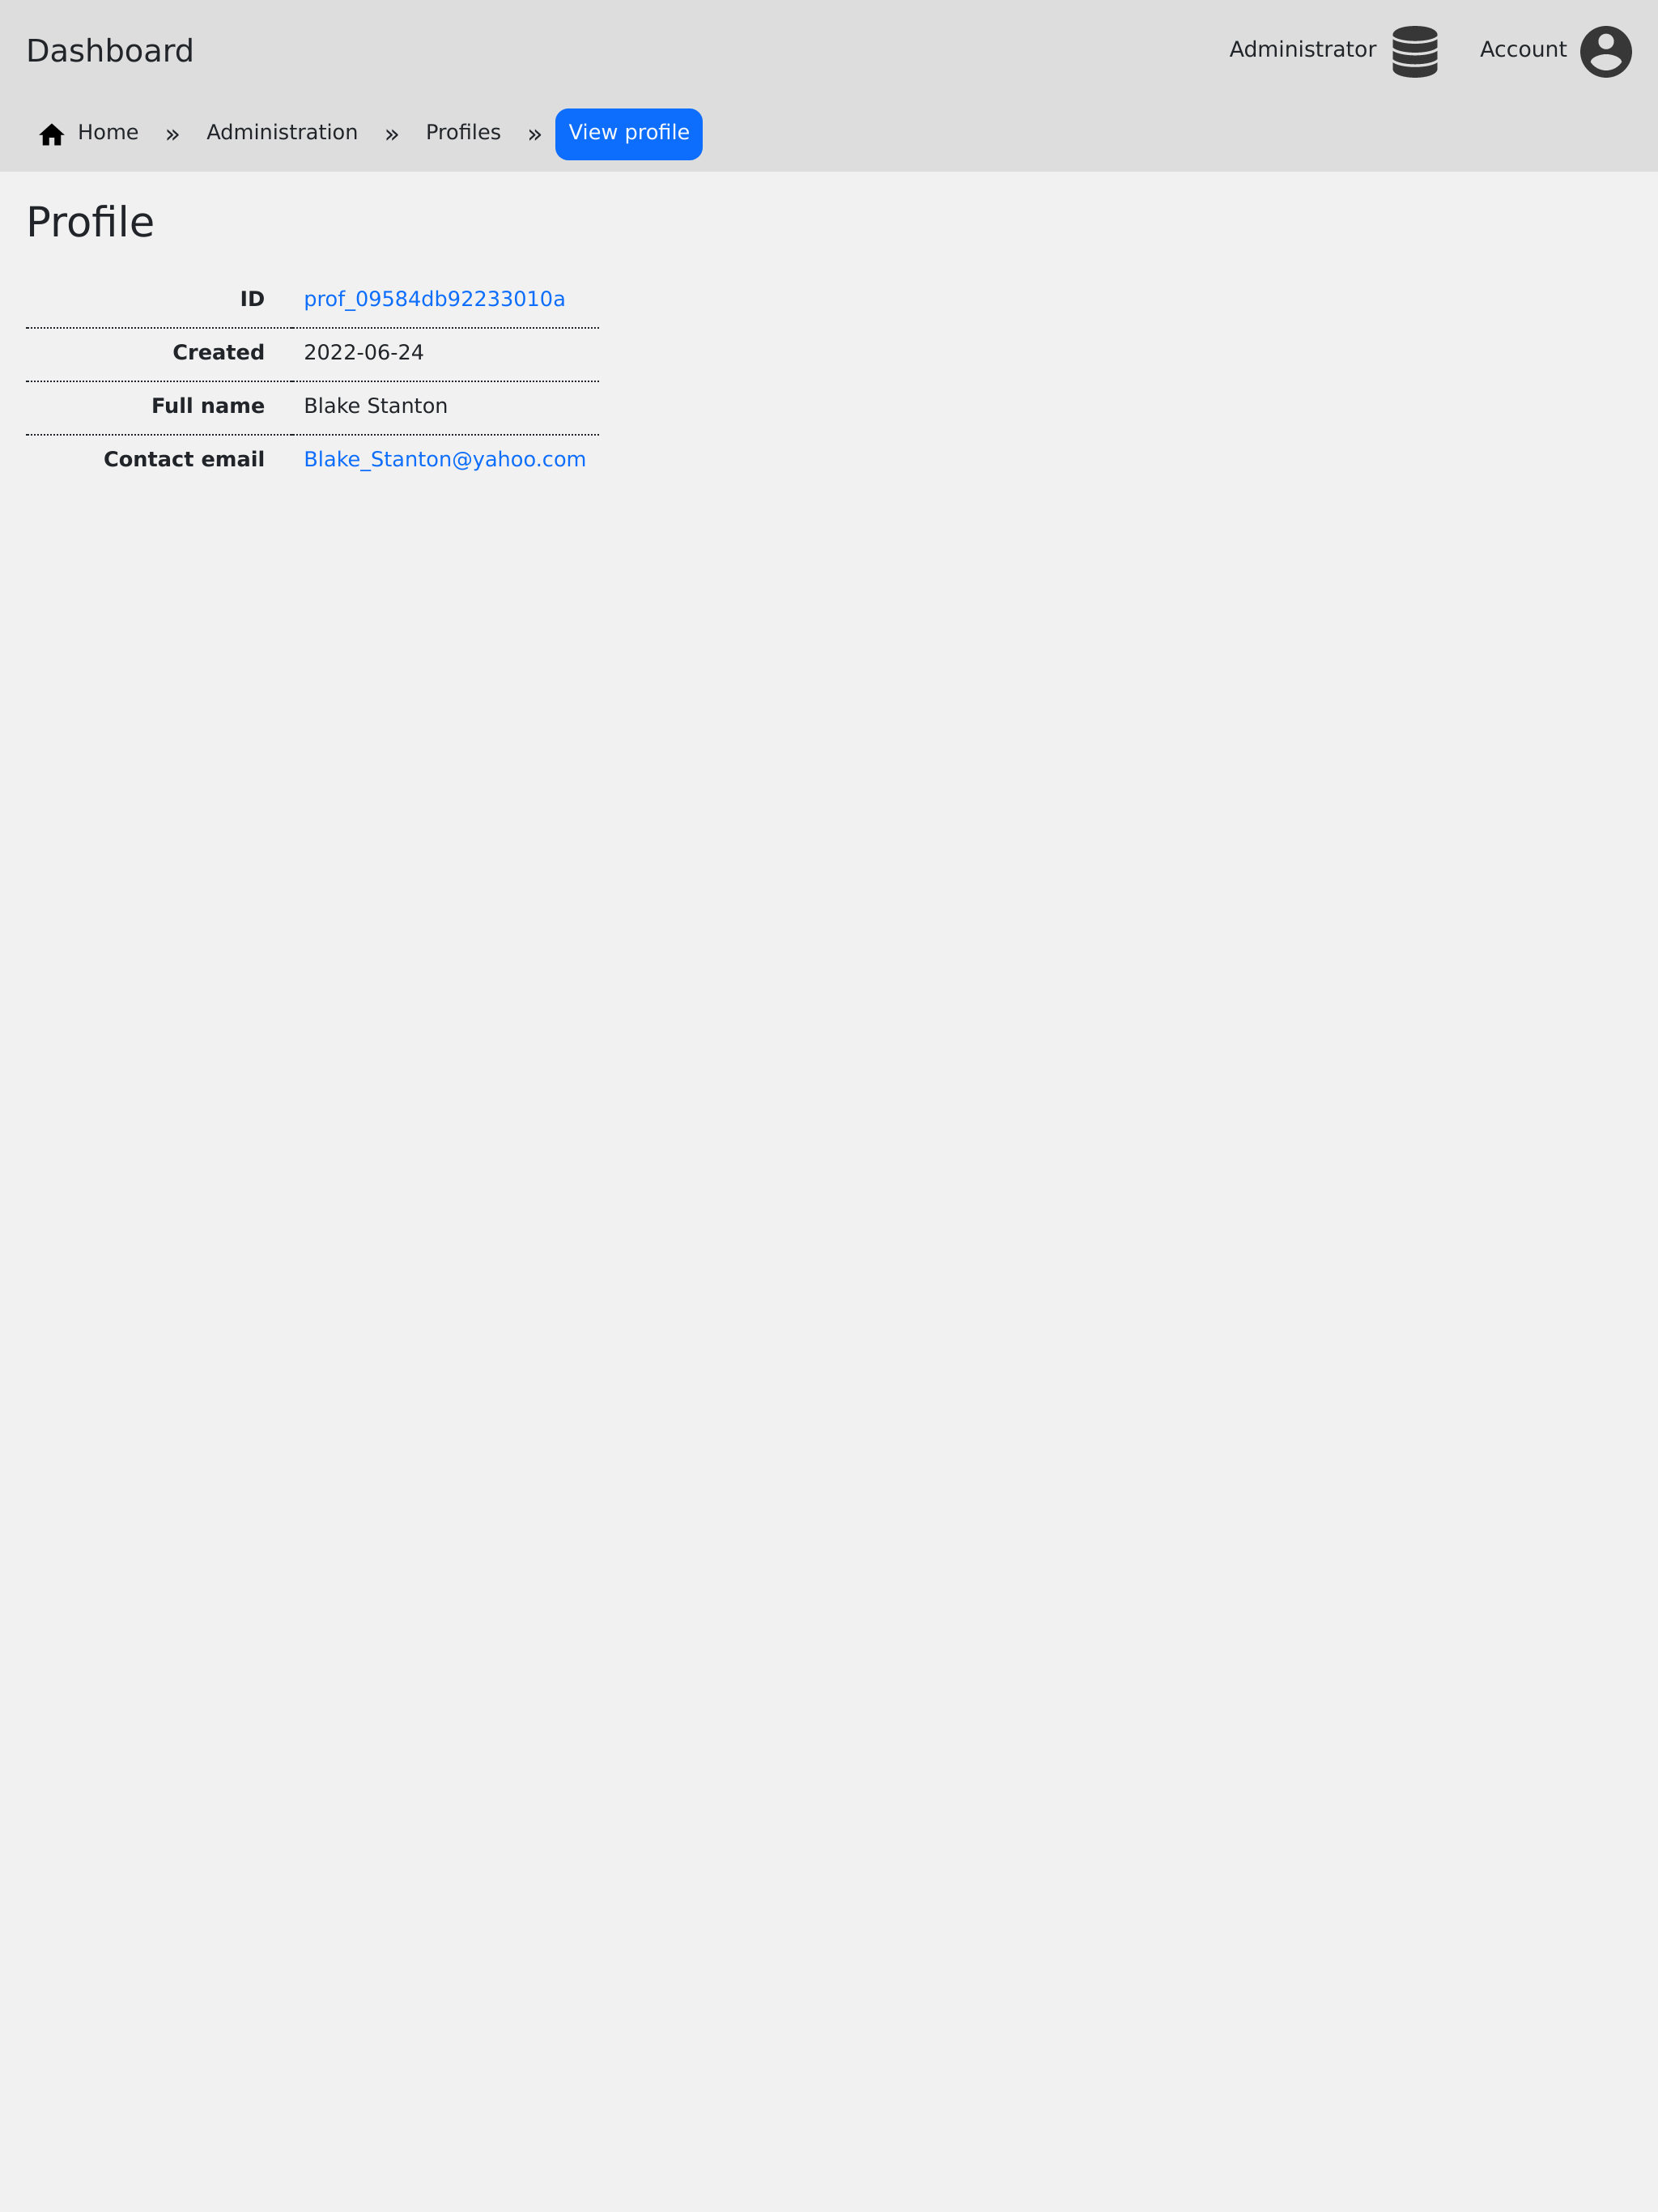 Dashboard
Administrator
Account
Home » Administration » Profiles » View profile
Profile
ID prof_09584db92233010a
Created 2022-06-24
Full name Blake Stanton
Contact email Blake_Stanton@yahoo.com